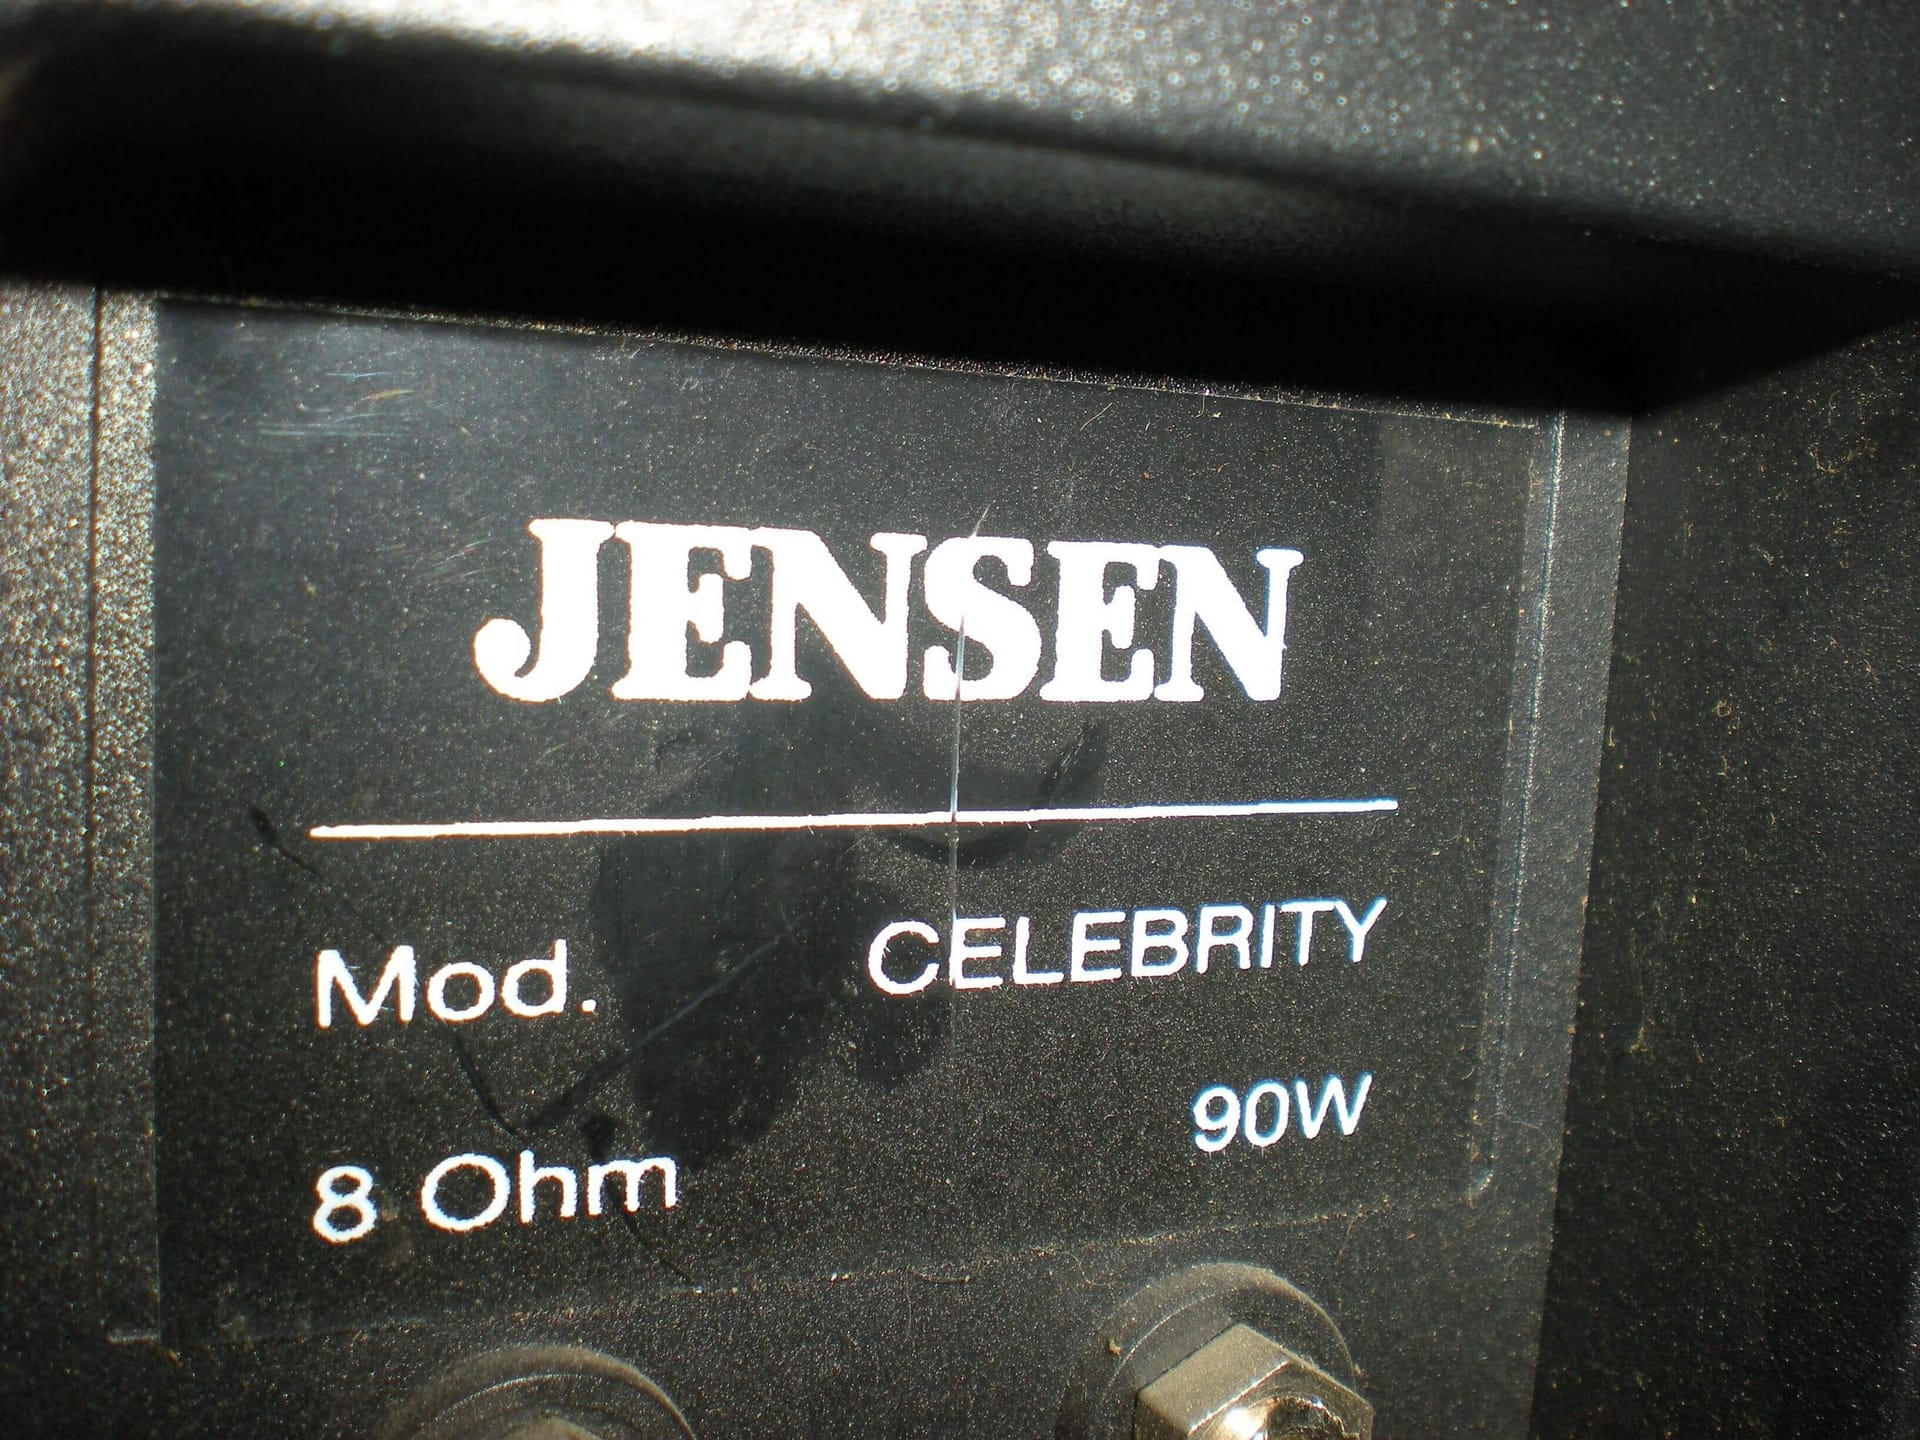 JENSEN
Mod. CELEBRITY
8 Ohm 90W